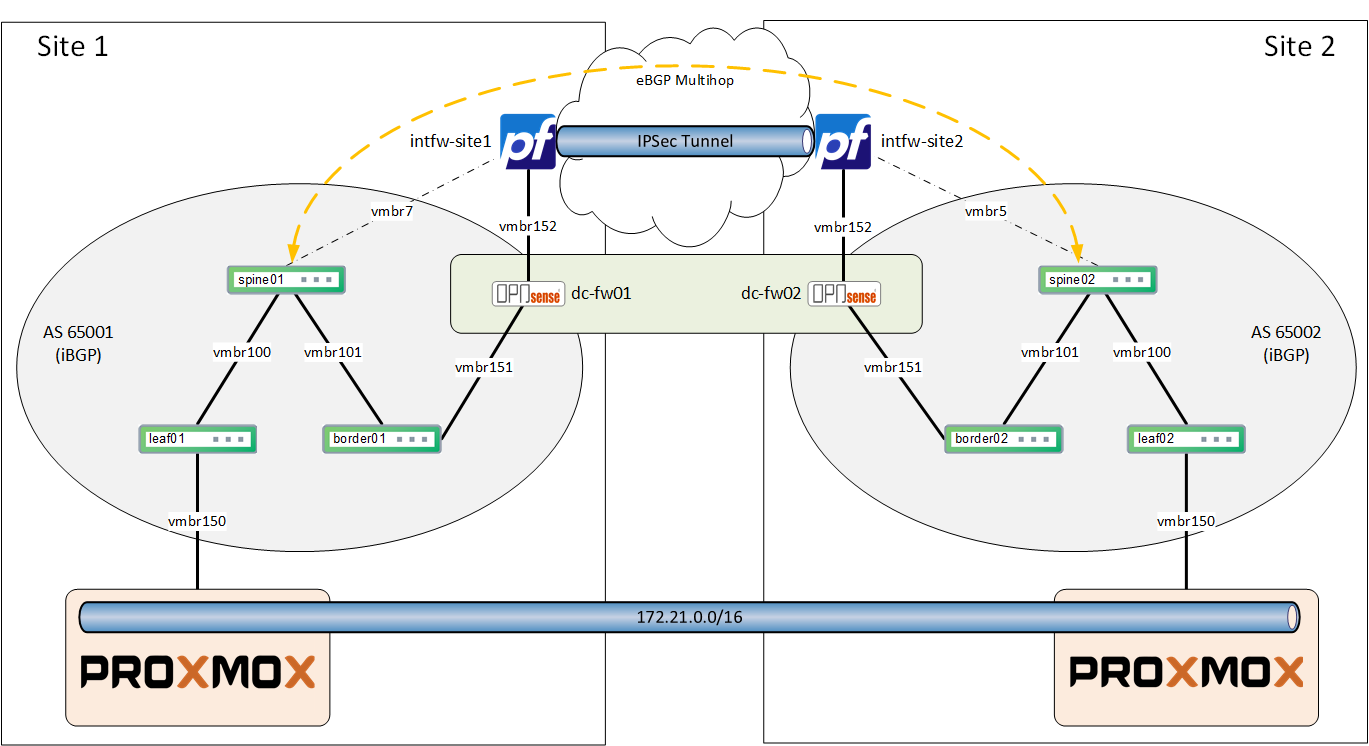 Site 1
Site 2
eBGP Multihop
intfw-site1
pf
IPSec Tunnel
pf
intfw-site2
vmbr7
vmbr152
vmbr152
vmbr5
spine01
OPNsense
dc-fw01
dc-fw02
OPNsense
spine02
AS 65001
(iBGP)
vmbr100
vmbr101
vmbr151
vmbr151
vmbr101
vmbr100
AS 65002
(iBGP)
leaf01
border01
border02
leaf02
vmbr150
vmbr150
172.21.0.0/16
PROXMOX
PROXMOX